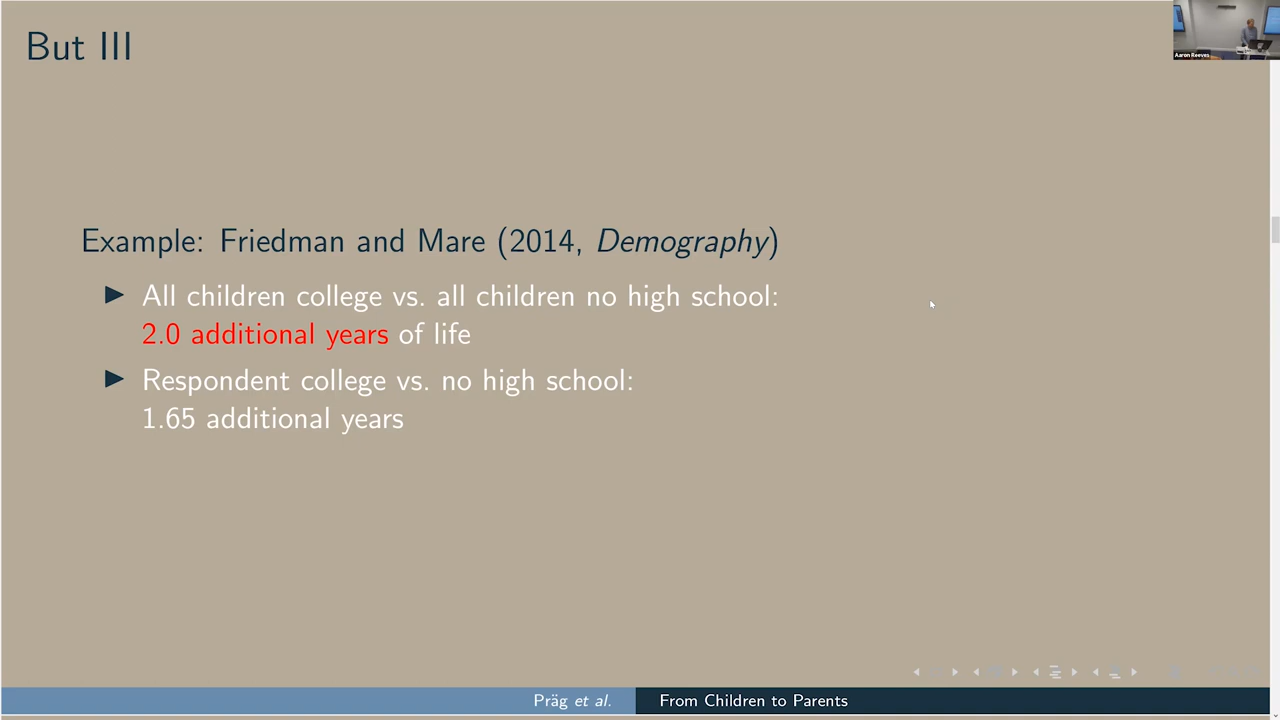 But III
Aaron Reeves
Example: Friedman and Mare (2014, Demography)
All children college vs. all children no high school:
2.0 additional years of life
Respondent college vs. no high school:
1.65 additional years
Präg et al.
From Children to Parents